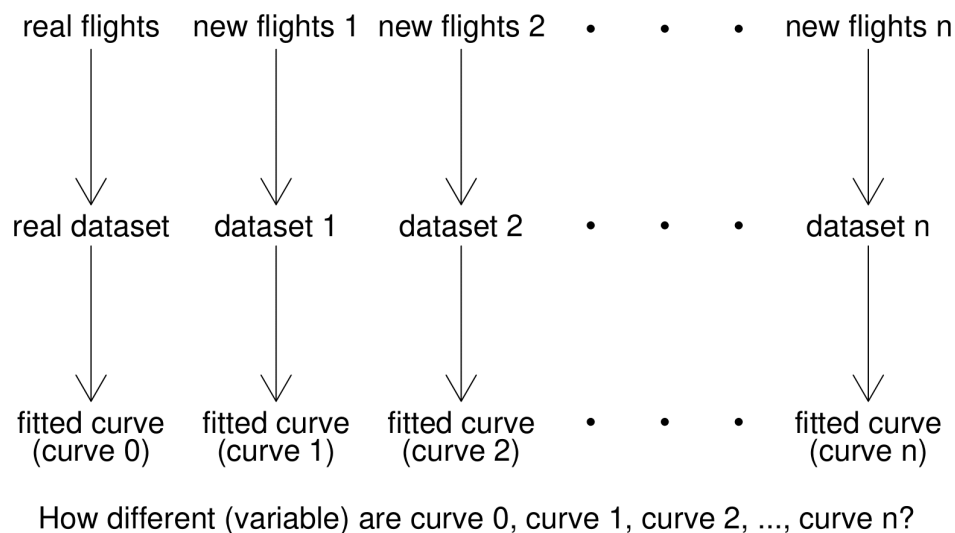 real flights new flights 1 new flights 2 • • • new flights n
real dataset dataset 1 dataset 2 • • • dataset n
fitted curve fitted curve fitted curve • • • fitted curve
(curve 0) (curve 1) (curve 2) (curve n)
How different (variable) are curve 0, curve 1, curve 2, ..., curve n?